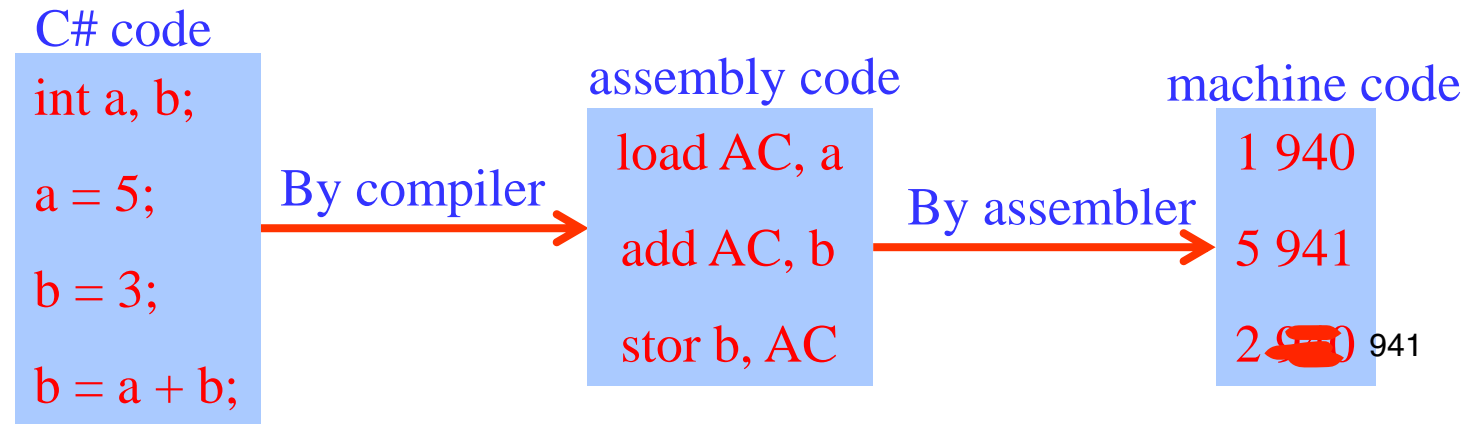 C# code
int a, b;
a = 5;
b = 3;
b = a + b;
By compiler
assembly code
load AC, a
add AC, b
stor b, AC
By assembler
machine code
1 940
5 941
2 941